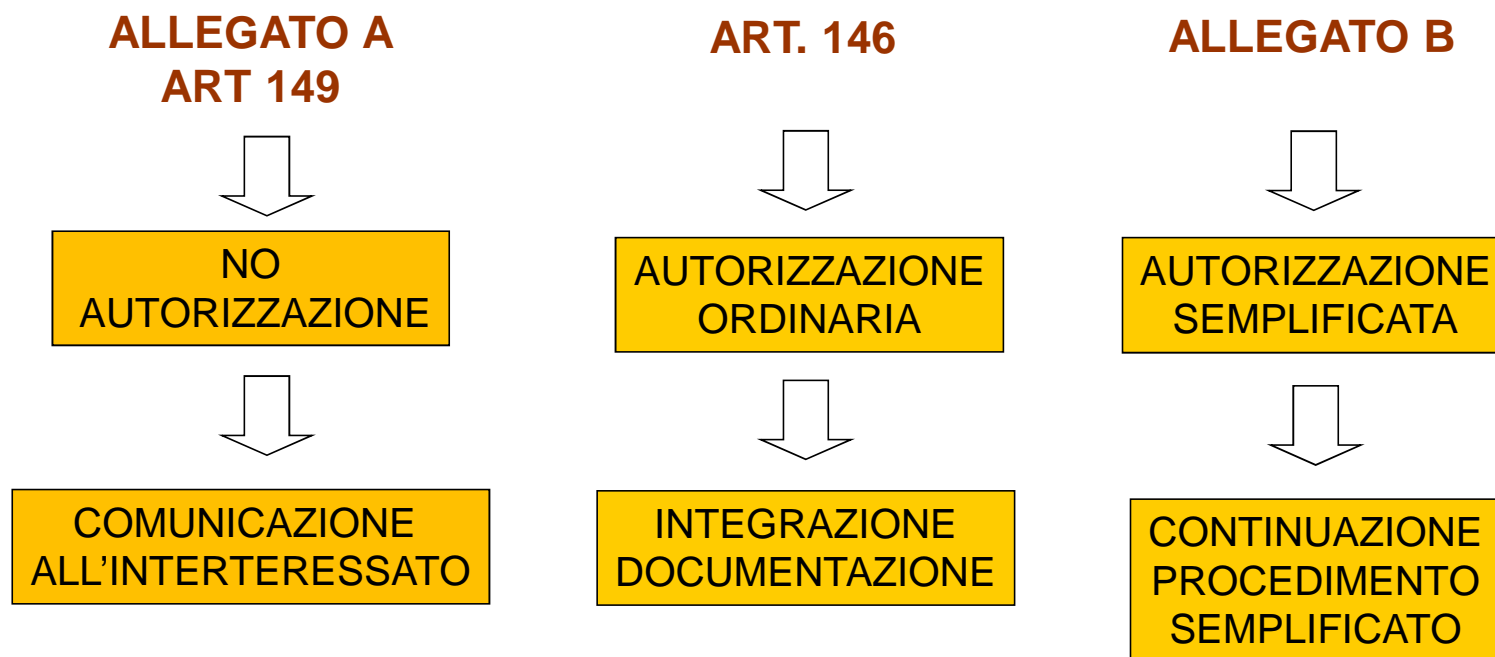 ALLEGATO A
ART 149
NO
AUTORIZZAZIONE
COMUNICAZIONE
ALL’INTERTERESSATO
ART. 146
AUTORIZZAZIONE
ORDINARIA
INTEGRAZIONE
DOCUMENTAZIONE
ALLEGATO B
AUTORIZZAZIONE
SEMPLIFICATA
CONTINUAZIONE
PROCEDIMENTO
SEMPLIFICATO